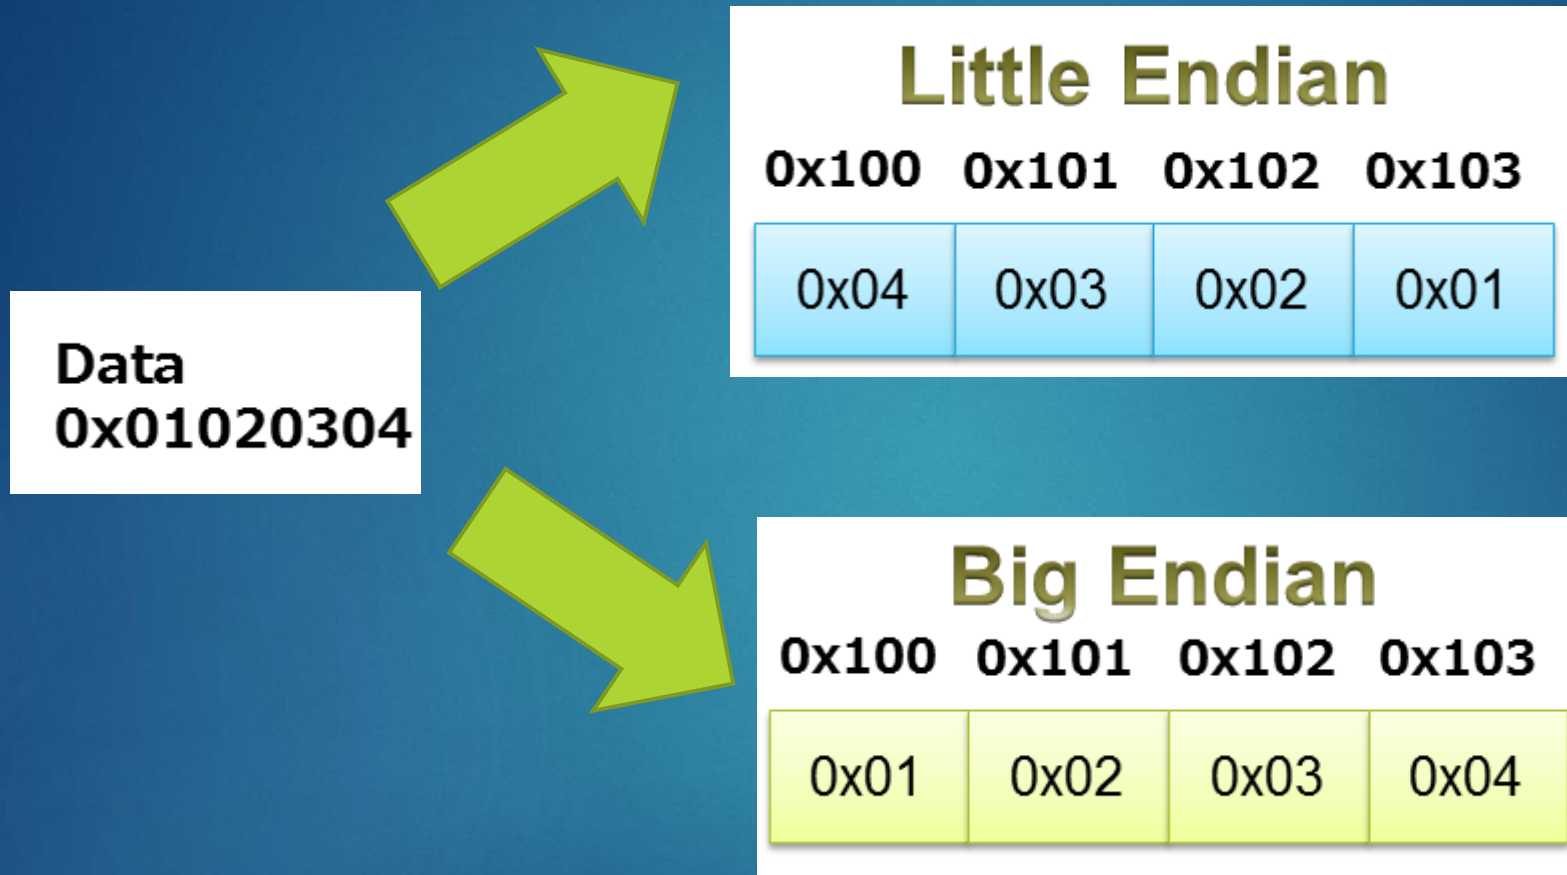 Data
0x01020304
Little Endian
0x100 0x101 0x102 0x103
0x04 0x03 0x02 0x01
Big Endian
0x100 0x101 0x102 0x103
0x01 0x02 0x03 0x04